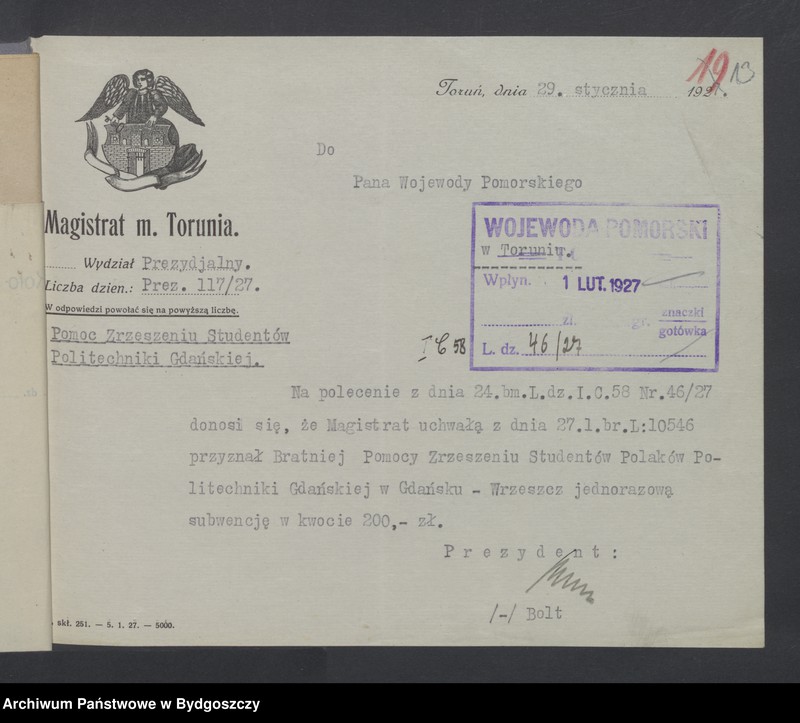 19 13
Toruń, dnia 29. stycznia 1927.
Do
Pana Wojewody Pomorskiego
w Toruniu.
Magistrat m. Torunia.
Wydział Prezydjalny.
Liczba dzien.: Prez. 117/27.
W odpowiedzi powołać się na powyższą liczbę.
Pomoc Zrzeszeniu Studentów
Politechniki Gdańskiej.
WOJEWODA POMORSKI
Wpłyn. 1 LUT. 1927
zł. gr. znaczki
gotówka
L. dz. 46/27
I C 58
Na polecenie z dnia 24.bm.L.dz.I.C.58 Nr.46/27
donosi się, że Magistrat uchwałą z dnia 27.1.br.L:10546
przyznał Bratniej Pomocy Zrzeszeniu Studentów Polaków Po-
litechniki Gdańskiej w Gdańsku - Wrzeszcz jednorazową
subwencję w kwocie 200,- zł.
Prezydent:
/-/ Bolt
skł. 251. — 5. 1. 27. — 5000.
Archiwum Państwowe w Bydgoszczy